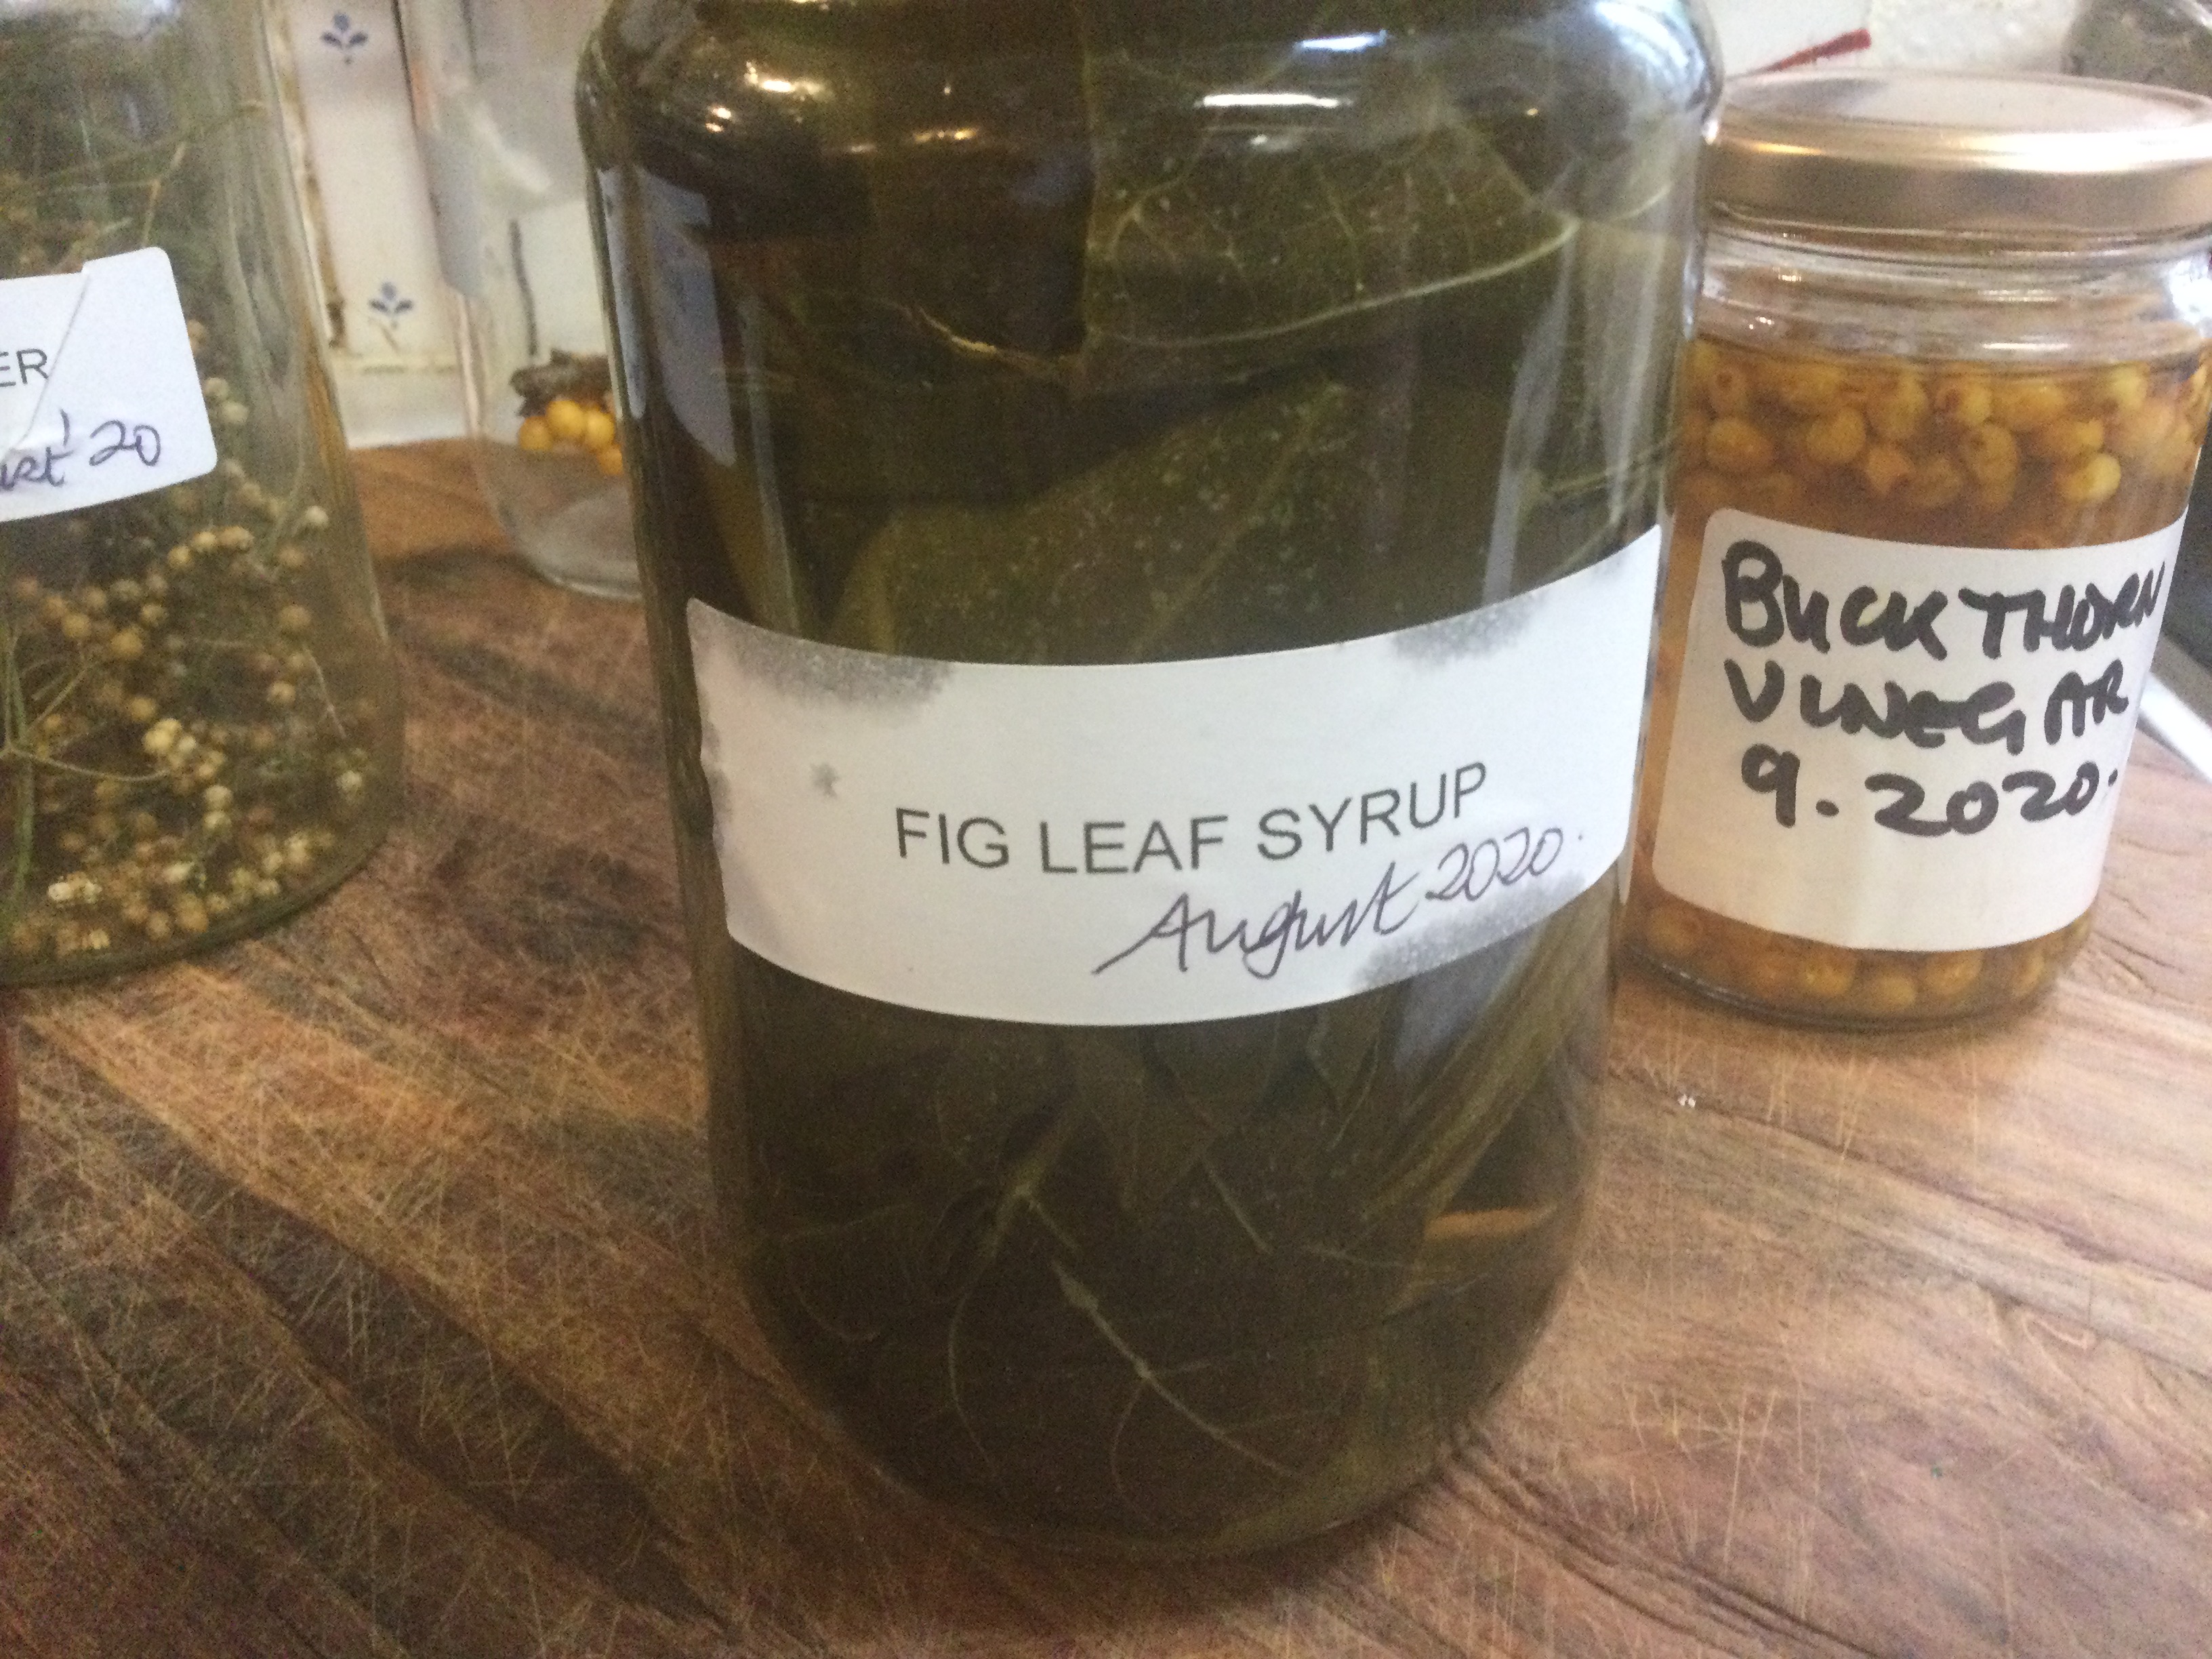 FIG LEAF SYRUP
August 2020.
BUCKTHORN
VINEGAR
9.2020.
ER
'20